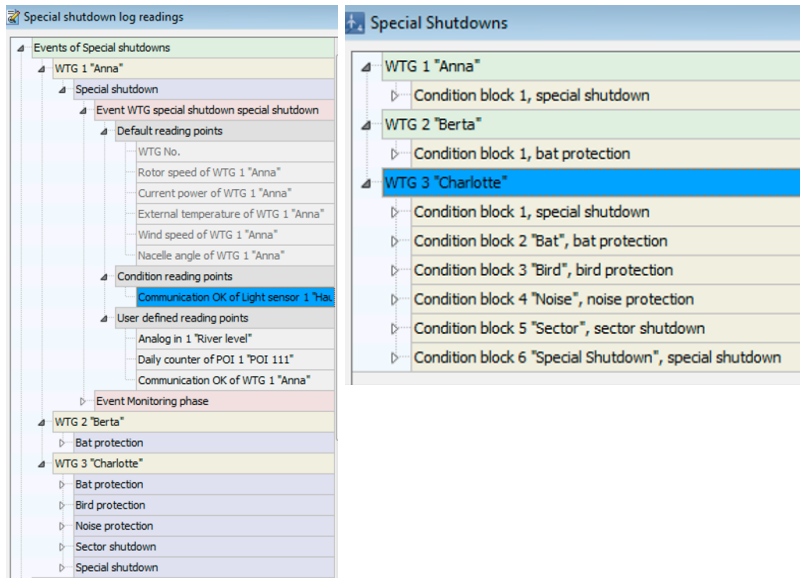 Special shutdown log readings
Events of Special shutdowns
WTG 1 "Anna"
Special shutdown
Event WTG special shutdown special shutdown
Default reading points
WTG No.
Rotor speed of WTG 1 "Anna"
Current power of WTG 1 "Anna"
External temperature of WTG 1 "Anna"
Wind speed of WTG 1 "Anna"
Nacelle angle of WTG 1 "Anna"
Condition reading points
Communication OK of Light sensor 1 "Hau
User defined reading points
Analog in 1 "River level"
Daily counter of POI 1 "POI 111"
Communication OK of WTG 1 "Anna"
Event Monitoring phase
WTG 2 "Berta"
Bat protection
WTG 3 "Charlotte"
Bat protection
Bird protection
Noise protection
Sector shutdown
Special shutdown
Special Shutdowns
WTG 1 "Anna"
Condition block 1, special shutdown
WTG 2 "Berta"
Condition block 1, bat protection
WTG 3 "Charlotte"
Condition block 1, special shutdown
Condition block 2 "Bat", bat protection
Condition block 3 "Bird", bird protection
Condition block 4 "Noise", noise protection
Condition block 5 "Sector", sector shutdown
Condition block 6 "Special Shutdown", special shutdown